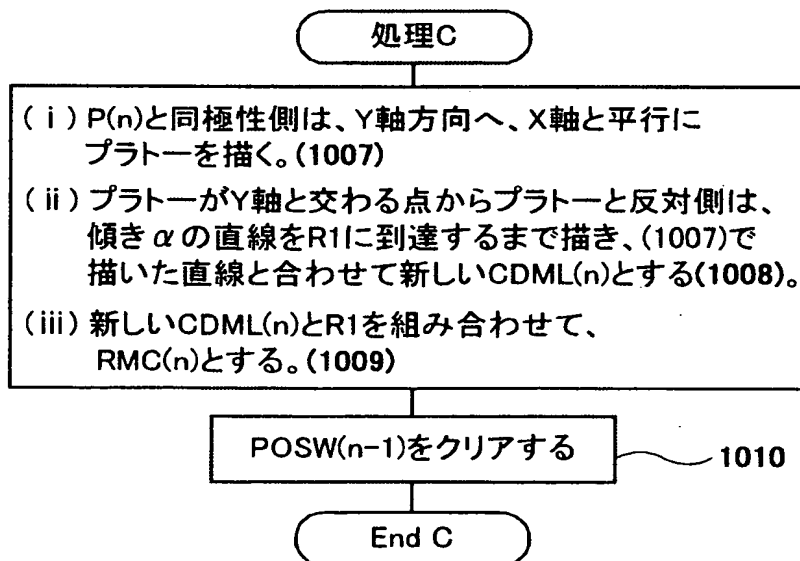 処理C
(ⅰ) P(n)と同極性側は、Y軸方向へ、X軸と平行に
プラトーを描く。(1007)
(ⅱ) プラトーがY軸と交わる点からプラトーと反対側は、
傾きαの直線をR1に到達するまで描き、(1007)で
描いた直線と合わせて新しいCDML(n)とする(1008)。
(ⅲ) 新しいCDML(n)とR1を組み合わせて、
RMC(n)とする。(1009)
POSW(n-1)をクリアする
1010
End C